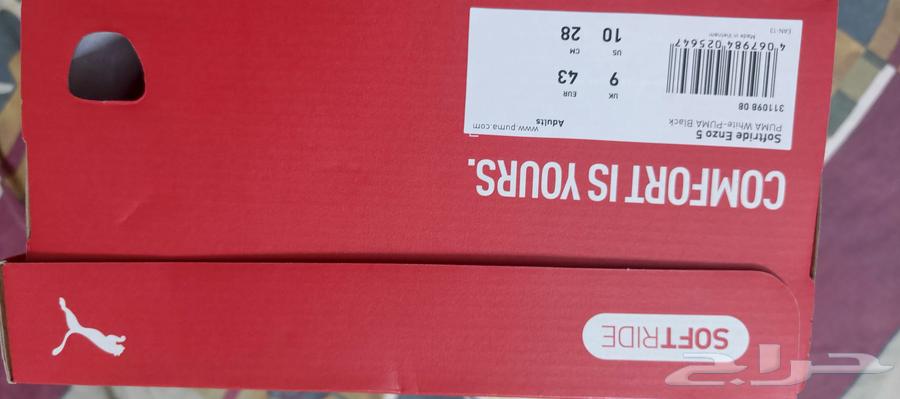 SOFTRIDE
COMFORT IS YOURS.
Softride Enzo 5
PUMA White-PUMA Black
Adults
www.puma.com
311098 08
UK
9
EUR
43
US
10
CM
28
4 067984 025647
EAN-13
Made in Vietnam
حراج